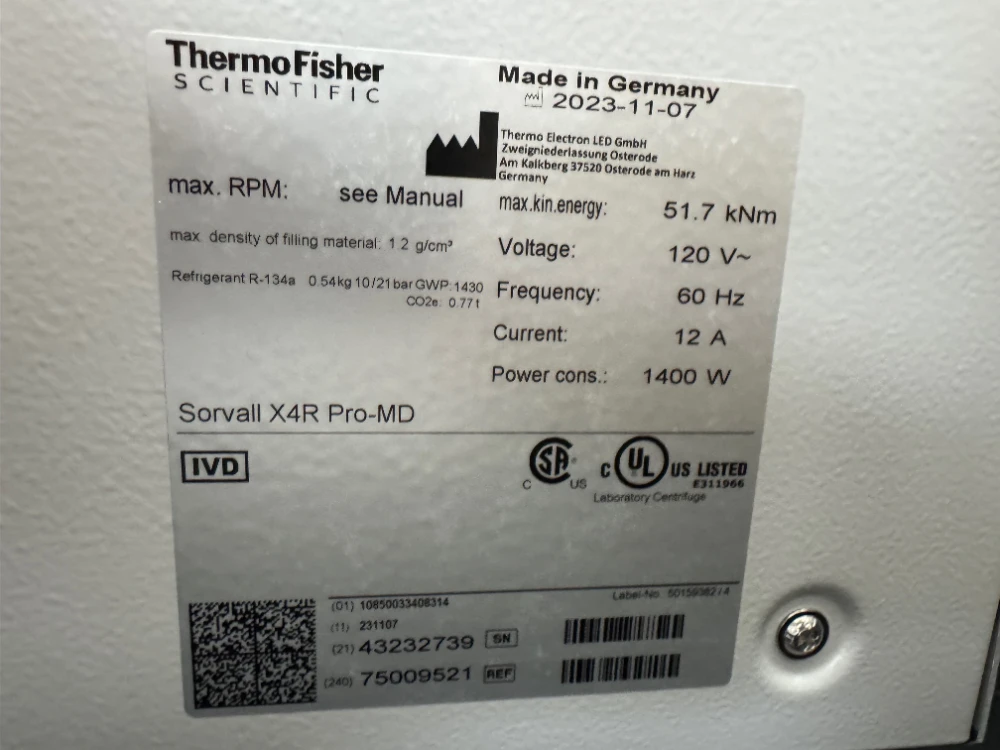 ThermoFisher
SCIENTIFIC
Made in Germany
2023-11-07
Thermo Electron LED GmbH
Zweigniederlassung Osterode
Am Kalkberg 37520 Osterode am Harz
Germany
max. RPM: see Manual
max.kin.energy: 51.7 kNm
max. density of filling material: 1.2 g/cm³
Voltage: 120 V~
Refrigerant R-134a 0.54kg 10/21 bar GWP:1430
CO2e: 0.77 t
Frequency: 60 Hz
Current: 12 A
Power cons.: 1400 W
Sorvall X4R Pro-MD
IVD
C SA US
C UL US LISTED
E311966
Laboratory Centrifuge
Label-No. 50159382 / 4
(01) 10850033408314
(11) 231107
(21) 43232739 SN
(240) 75009521 REF